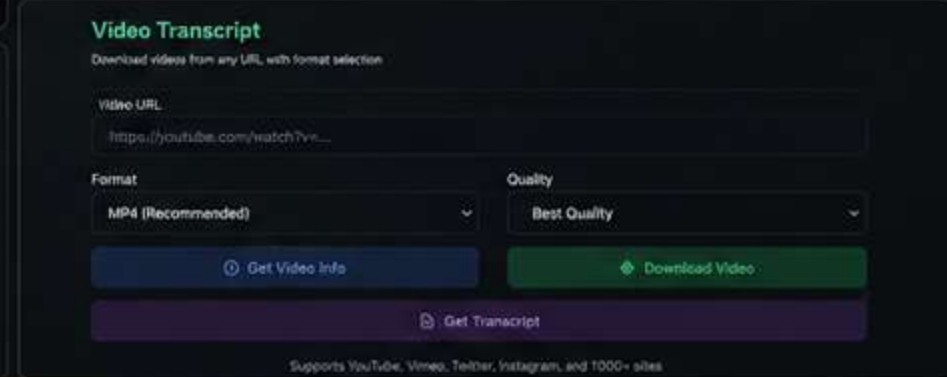 Video Transcript
Download videos from any URL with format selection
Video URL
https://youtube.com/watch?v=...
Format
Quality
MP4 (Recommended)
Best Quality
Get Video Info
Download Video
Get Transcript
Supports YouTube, Vimeo, Twitter, Instagram, and 1000+ sites